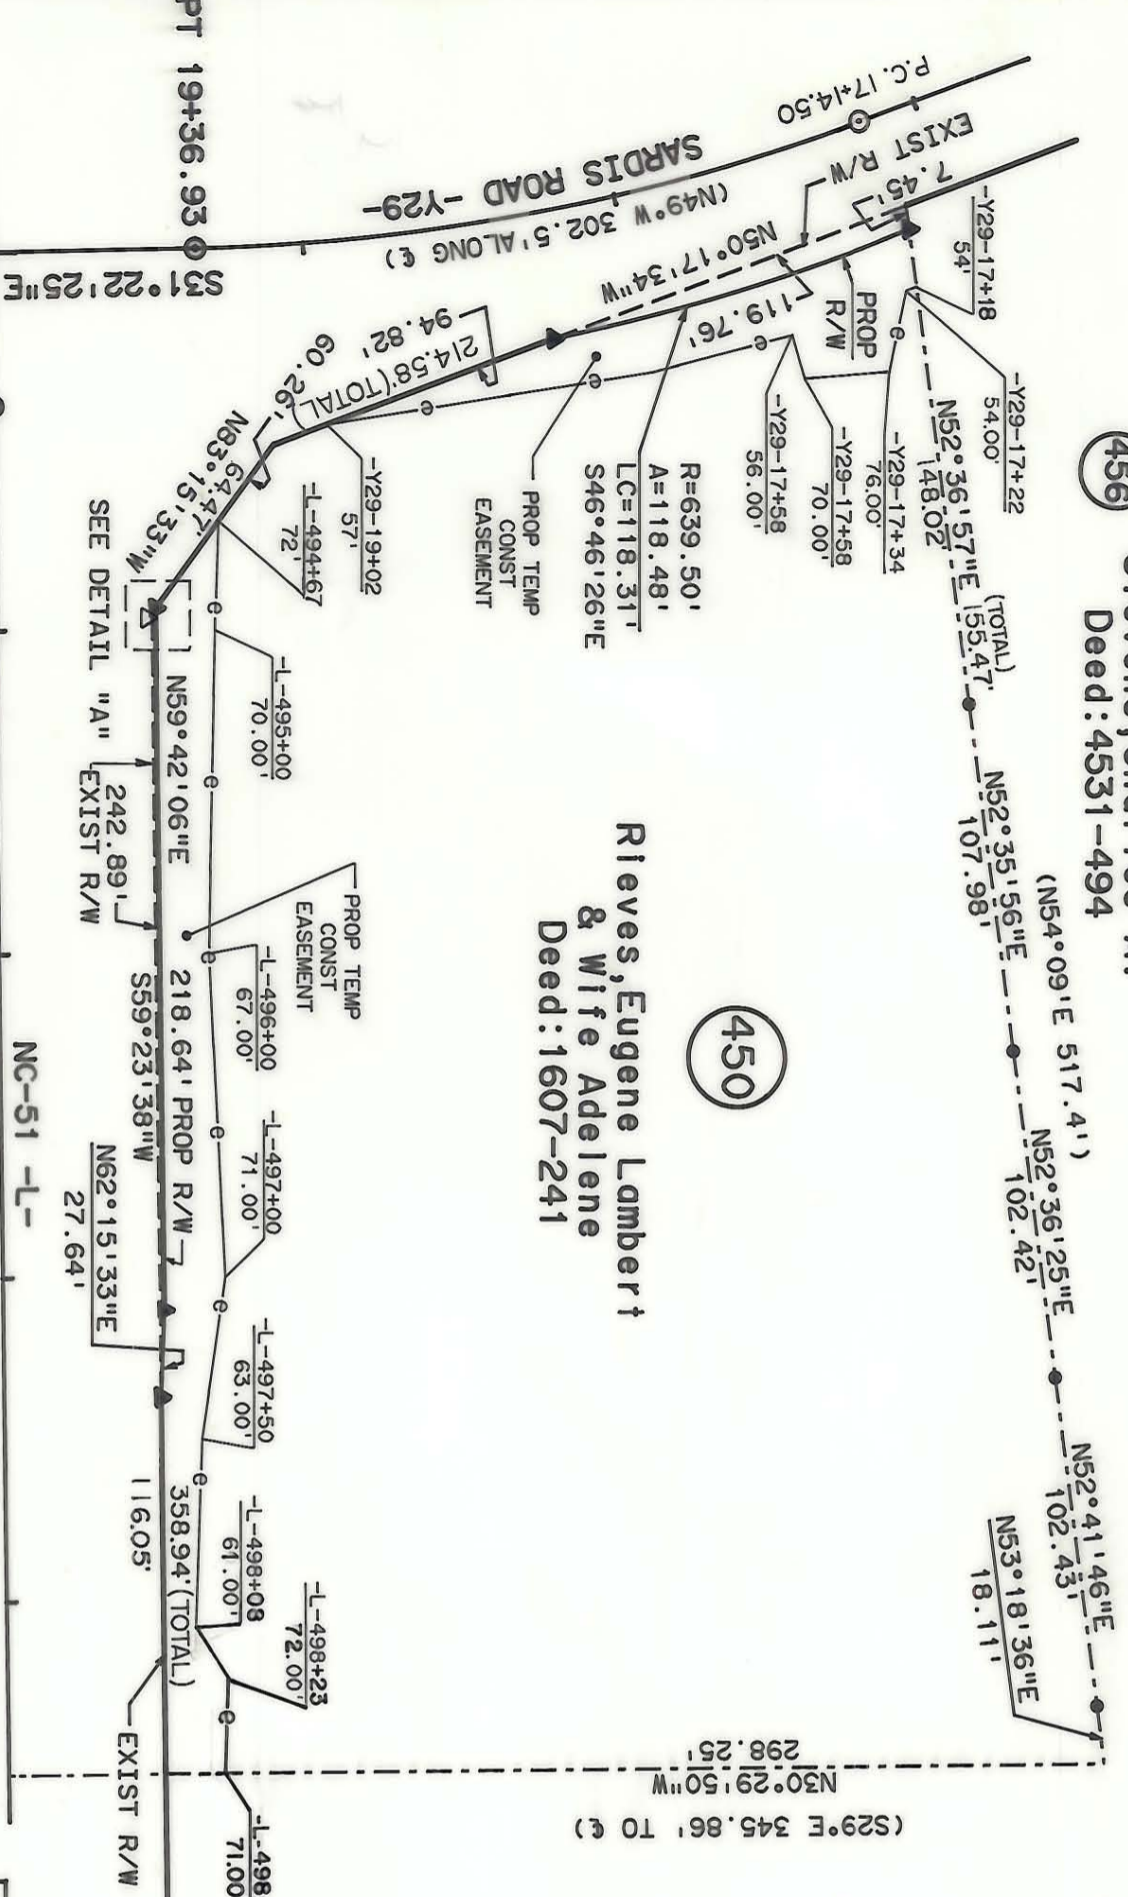 456
Deed:4531-494
P.C. 17+14.50
EXIST R/W
7.45'
-Y29-17+18
54'
-Y29-17+22
54.00'
N52°36'57"E
148.02'
(TOTAL)
155.47'
N52°35'56"E
107.98'
(N54°09'E 517.4')
N52°36'25"E
102.42'
N52°41'46"E
102.43'
N53°18'36"E
18.11'
SARDIS ROAD -Y29-
(N49°W 302.5' ALONG ℄)
N50°17'34"W
119.76'
PROP
R/W
-Y29-17+34
76.00'
-Y29-17+58
70.00'
-Y29-17+58
56.00'
R=639.50'
A=118.48'
LC=118.31'
S46°46'26"E
PROP TEMP
CONST
EASEMENT
450
Rieves,Eugene Lambert
& Wife Adelene
Deed:1607-241
PT 19+36.93
S31°22'25"E
94.82'
214.58'(TOTAL)
60.26'
64.47'
N83°15'33"W
-Y29-19+02
57'
-L-494+67
72'
-L-495+00
70.00'
PROP TEMP
CONST
EASEMENT
-L-496+00
67.00'
-L-497+00
71.00'
-L-497+50
63.00'
-L-498+08
61.00'
-L-498+23
72.00'
-L-498
71.00
N59°42'06"E
218.64' PROP R/W
358.94'(TOTAL)
S59°23'38"W
116.05'
SEE DETAIL "A"
242.89'
EXIST R/W
N62°15'33"E
27.64'
EXIST R/W
NC-51 -L-
298.25'
N30°29'50"W
(S29°E 345.86' TO ℄)
e
e
e
e
e
e
e
e
e
e
e